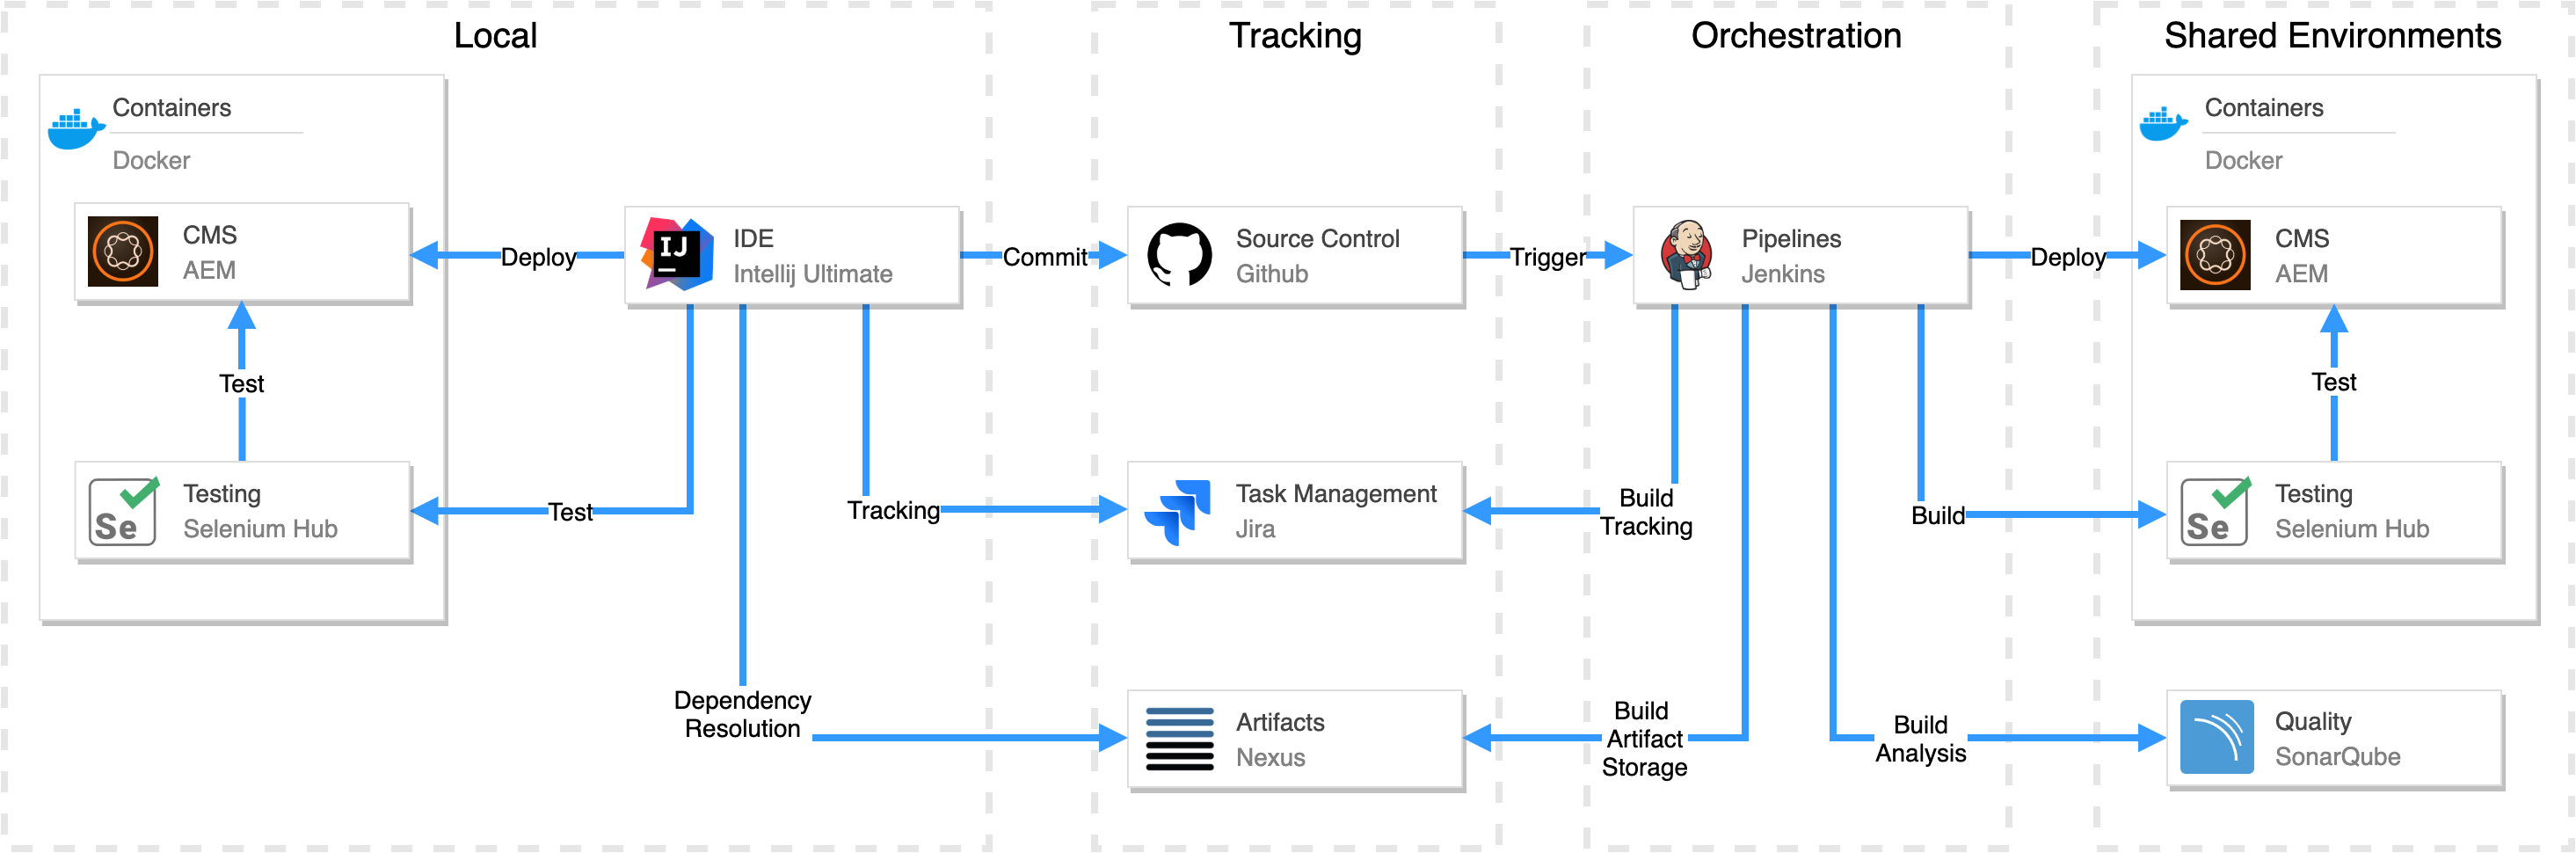 Local
Tracking
Orchestration
Shared Environments
Containers
Docker
CMS
AEM
Deploy
IDE
Intellij Ultimate
IJ
Commit
Source Control
Github
Trigger
Pipelines
Jenkins
Deploy
Containers
Docker
CMS
AEM
Test
Test
Testing
Selenium Hub
Se
Test
Tracking
Task Management
Jira
Build
Tracking
Build
Testing
Selenium Hub
Se
Dependency
Resolution
Artifacts
Nexus
Build
Artifact
Storage
Build
Analysis
Quality
SonarQube